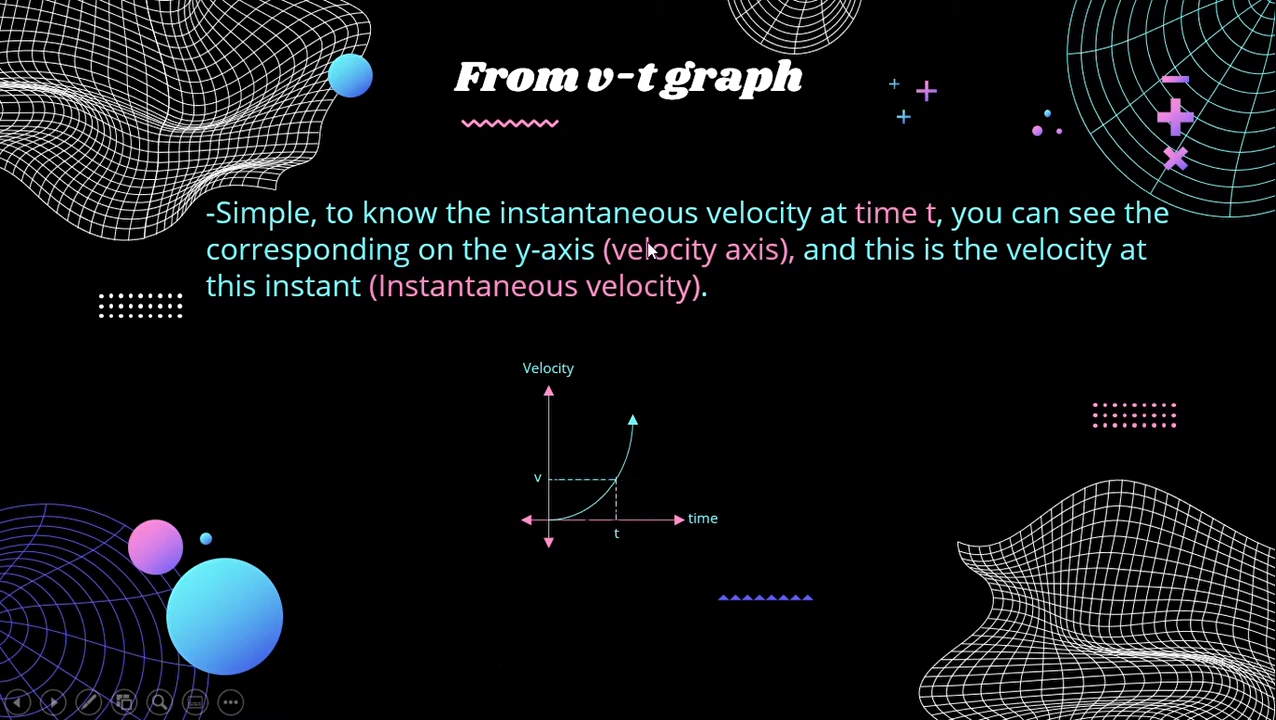 From v-t graph
-Simple, to know the instantaneous velocity at time t, you can see the
corresponding on the y-axis (velocity axis), and this is the velocity at
this instant (Instantaneous velocity).
Velocity
v
time
t